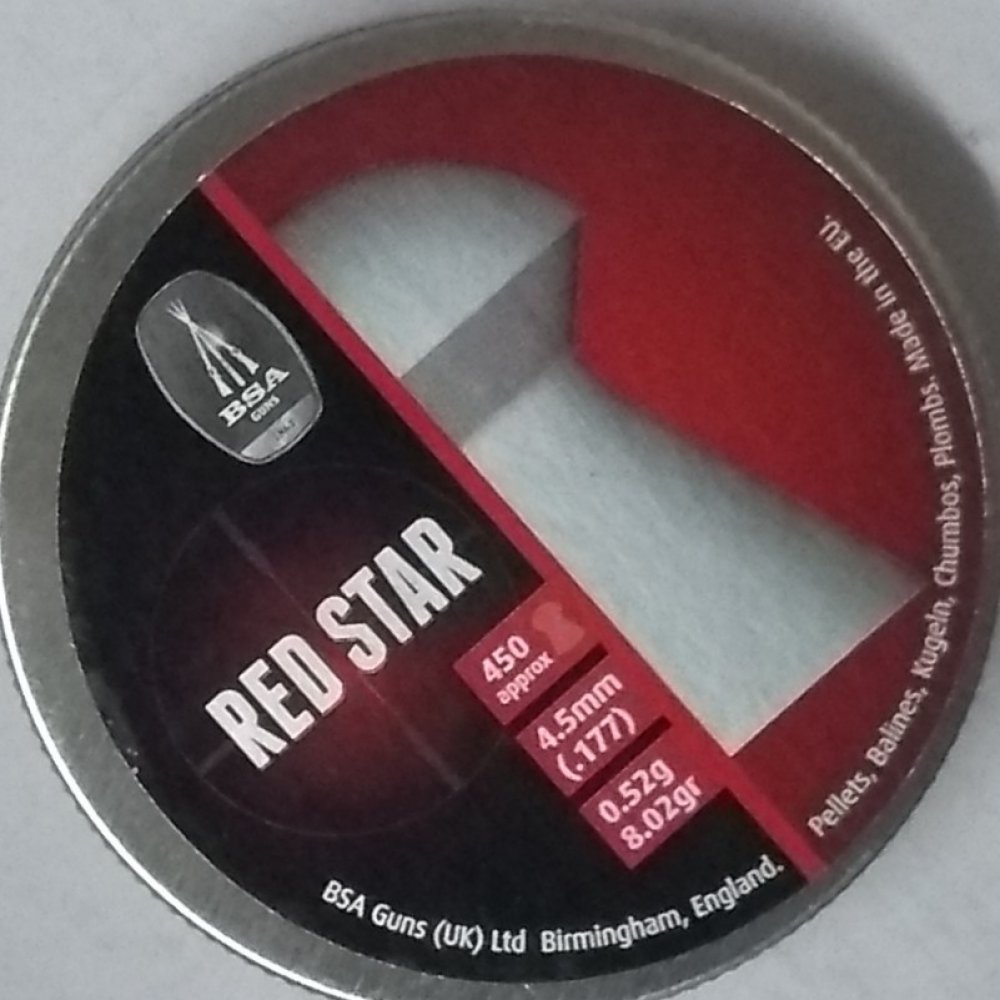 BSA
GUNS
RED STAR
450
approx
4.5mm
(.177)
0.52g
8.02gr
BSA Guns (UK) Ltd Birmingham, England.
Pellets, Balines, Kugeln, Chumbos, Plombs. Made in the EU.